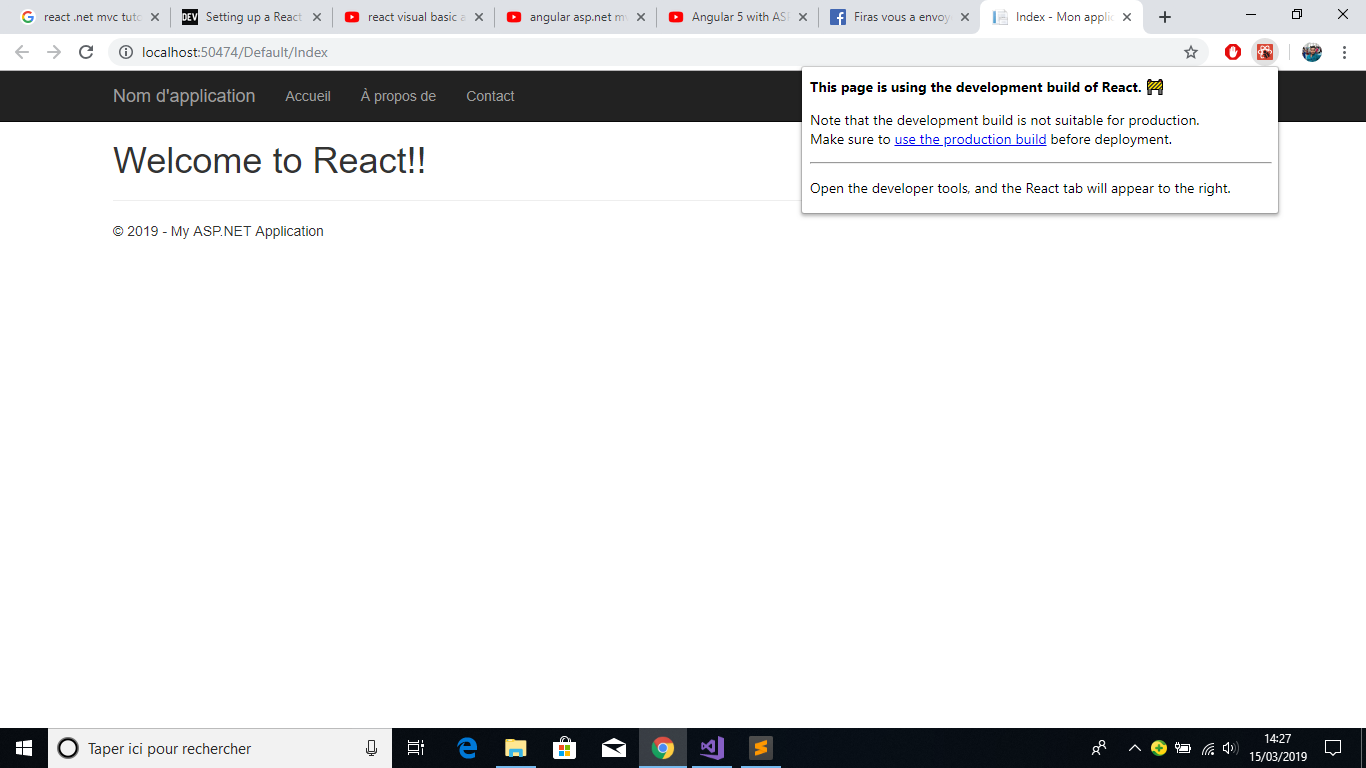 react .net mvc tuto
DEV Setting up a React
react visual basic a
angular asp.net m
Angular 5 with ASP
Firas vous a envoy
Index - Mon applic
localhost:50474/Default/Index
Nom d'application Accueil À propos de Contact
This page is using the development build of React. 🚧
Note that the development build is not suitable for production.
Make sure to use the production build before deployment.
Open the developer tools, and the React tab will appear to the right.
Welcome to React!!
© 2019 - My ASP.NET Application
Taper ici pour rechercher
14:27
15/03/2019